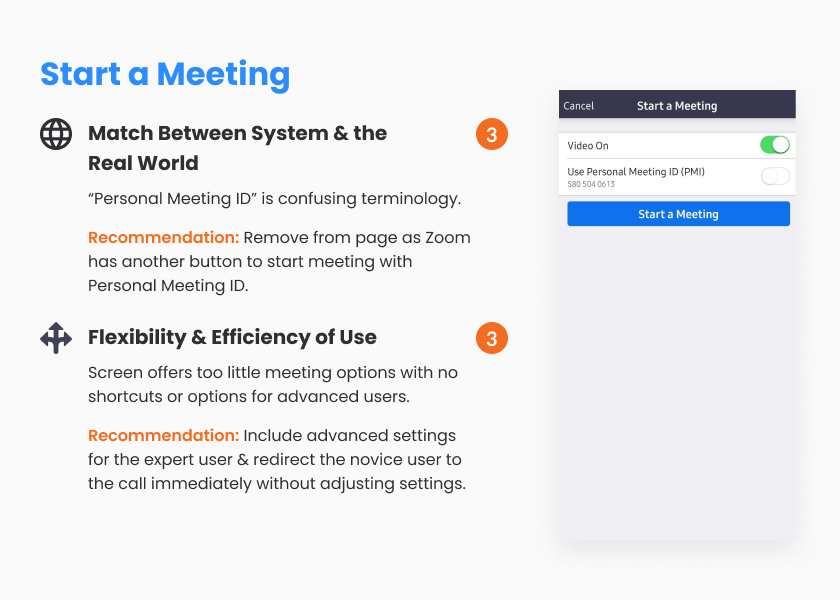 Start a Meeting
Match Between System & the
3
Real World
“Personal Meeting ID” is confusing terminology.
Recommendation: Remove from page as Zoom
has another button to start meeting with
Personal Meeting ID.
Flexibility & Efficiency of Use
3
Screen offers too little meeting options with no
shortcuts or options for advanced users.
Recommendation: Include advanced settings
for the expert user & redirect the novice user to
the call immediately without adjusting settings.
Cancel
Start a Meeting
Video On
Use Personal Meeting ID (PMI)
580 504 0613
Start a Meeting